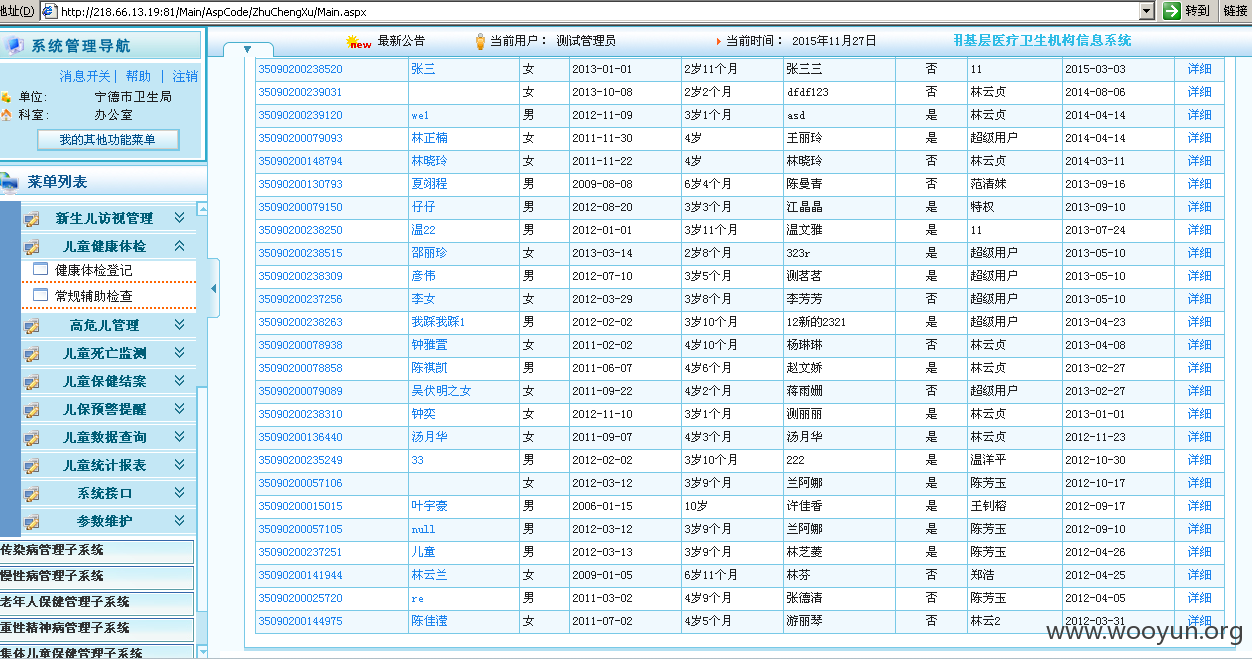 地址(D) http://218.66.13.19:81/Main/AspCode/ZhuChengXu/Main.aspx 转到 链接
系统管理导航
new 最新公告 当前用户： 测试管理员 当前时间： 2015年11月27日 基层医疗卫生机构信息系统
消息开关| 帮助 | 注销
单位: 宁德市卫生局
科室: 办公室
我的其他功能菜单
菜单列表
新生儿访视管理
儿童健康体检
健康体检登记
常规辅助检查
高危儿管理
儿童死亡监测
儿童保健结案
儿保预警提醒
儿童数据查询
儿童统计报表
系统接口
参数维护
传染病管理子系统
慢性病管理子系统
老年人保健管理子系统
重性精神病管理子系统
集体儿童保健管理子系统
35090200238520 张三 女 2013-01-01 2岁11个月 张三三 否 11 2015-03-03 详细
35090200239031 女 2013-10-08 2岁2个月 dfdf123 否 林云贞 2014-08-06 详细
35090200239120 we1 男 2012-11-09 3岁1个月 asd 是 林云贞 2014-04-14 详细
35090200079093 林正楠 女 2011-11-30 4岁 王丽玲 是 超级用户 2014-04-14 详细
35090200148794 林晓玲 女 2011-11-22 4岁 林晓玲 否 林云贞 2014-03-11 详细
35090200130793 夏翊程 男 2009-08-08 6岁4个月 陈曼青 否 范清妹 2013-09-16 详细
35090200079150 仔仔 男 2012-08-20 3岁3个月 江晶晶 是 特权 2013-09-10 详细
35090200238250 温22 男 2012-01-01 3岁11个月 温文雅 是 11 2013-07-24 详细
35090200238515 邵丽珍 女 2013-03-14 2岁8个月 323r 是 超级用户 2013-05-10 详细
35090200238309 彦伟 男 2012-07-10 3岁5个月 测茗茗 是 超级用户 2013-05-10 详细
35090200237256 李女 女 2012-03-29 3岁8个月 李芳芳 否 超级用户 2013-05-10 详细
35090200238263 我踩我踩1 男 2012-02-02 3岁10个月 12新的2321 是 超级用户 2013-04-23 详细
35090200078938 钟雅萱 女 2011-02-02 4岁10个月 杨琳琳 否 林云贞 2013-04-08 详细
35090200078858 陈祺凯 男 2011-06-07 4岁6个月 赵文娇 是 林云贞 2013-02-27 详细
35090200079089 吴伏明之女 女 2011-09-22 4岁2个月 蒋雨姗 否 超级用户 2013-02-27 详细
35090200238310 钟奕 男 2012-11-10 3岁1个月 测丽丽 是 林云贞 2013-01-01 详细
35090200136440 汤月华 女 2011-09-07 4岁3个月 汤月华 否 林云贞 2012-11-23 详细
35090200235249 33 男 2012-02-02 3岁10个月 222 是 温洋平 2012-10-30 详细
35090200057106 女 2012-03-12 3岁9个月 兰阿娜 是 陈芳玉 2012-10-17 详细
35090200015015 叶宇豪 男 2006-01-15 10岁 许佳香 是 王钊榕 2012-09-17 详细
35090200057105 null 男 2012-03-12 3岁9个月 兰阿娜 是 陈芳玉 2012-09-10 详细
35090200237251 儿童 男 2012-03-13 3岁9个月 林芝菱 是 陈芳玉 2012-04-26 详细
35090200141944 林云兰 女 2009-01-05 6岁11个月 林芬 否 郑浩 2012-04-25 详细
35090200025720 re 男 2011-03-02 4岁9个月 张德清 否 陈芳玉 2012-04-05 详细
35090200144975 陈佳滢 女 2011-07-02 4岁5个月 游丽琴 否 林云2 2012-03-31 详细
www.wooyun.org